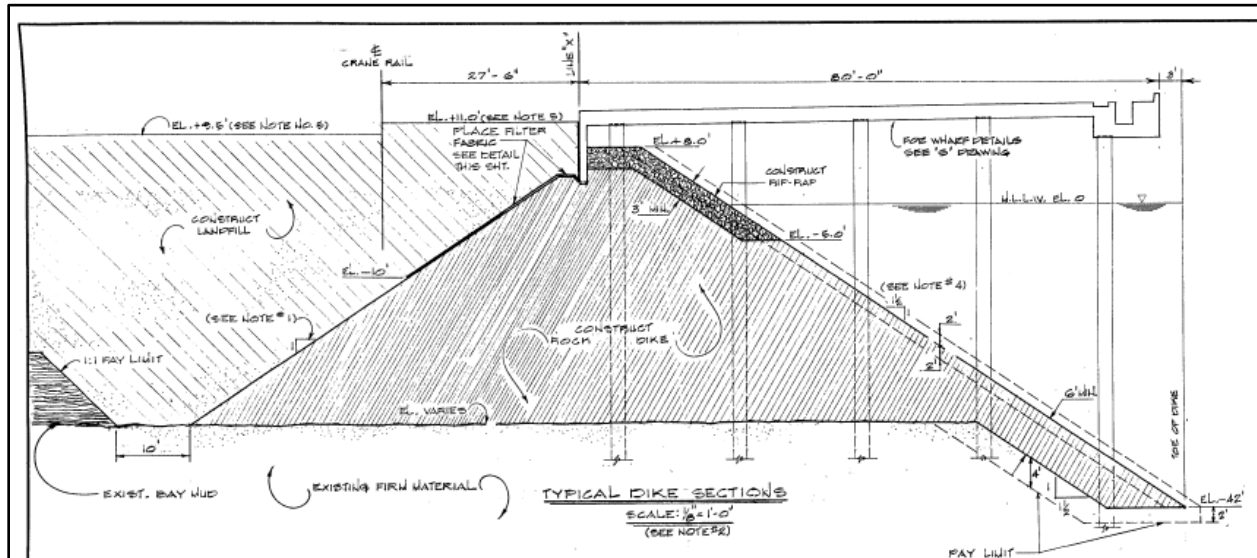 ℄
CRANE RAIL
27'-6"
LINE "X"
80'-0"
3'
EL.+9.5' (SEE NOTE NO. 5)
EL.+11.0' (SEE NOTE 5)
PLACE FILTER
FABRIC
SEE DETAIL
THIS SHT.
EL.+8.0'
CONSTRUCT
RIP-RAP
FOR WHARF DETAILS
SEE "S" DRAWING
CONSTRUCT
LANDFILL
3' MIN.
EL.-5.0'
M.L.L.W. EL. 0
EL.-10'
(SEE NOTE #4)
1½
1
(SEE NOTE #1)
1
CONSTRUCT
ROCK DIKE
2'
2'
1:1 PAY LIMIT
6' MIN.
TOE OF DIKE
EL. VARIES
10'
EXIST. BAY MUD
EXISTING FIRM MATERIAL
4'
1
1½
EL.-42'
2'
TYPICAL DIKE SECTIONS
SCALE: ⅛"=1'-0"
(SEE NOTE #2)
PAY LIMIT